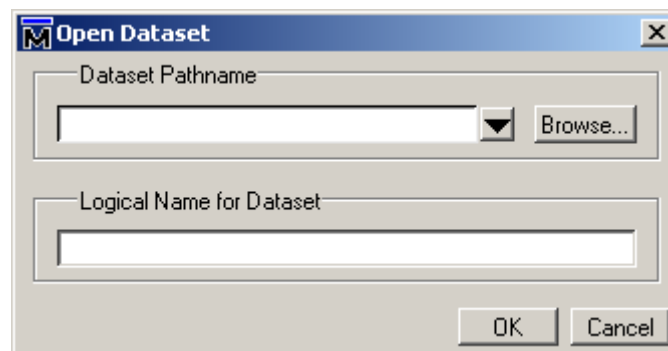 M Open Dataset
Dataset Pathname
Browse...
Logical Name for Dataset
OK Cancel